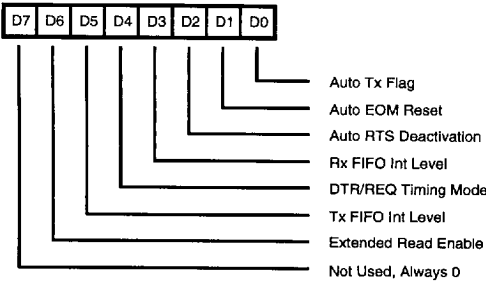 D7 D6 D5 D4 D3 D2 D1 D0
Auto Tx Flag
Auto EOM Reset
Auto RTS Deactivation
Rx FIFO Int Level
DTR/REQ Timing Mode
Tx FIFO Int Level
Extended Read Enable
Not Used, Always 0